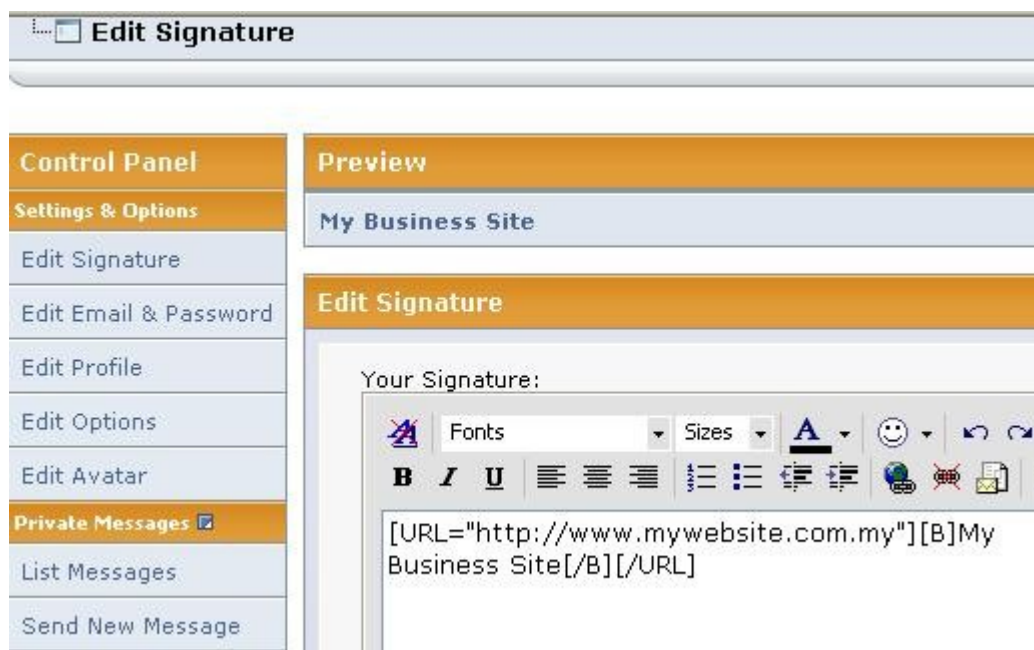 Edit Signature
Control Panel
Settings & Options
Edit Signature
Edit Email & Password
Edit Profile
Edit Options
Edit Avatar
Private Messages
List Messages
Send New Message
Preview
My Business Site
Edit Signature
Your Signature:
A Fonts Sizes A
B I U
[URL="http://www.mywebsite.com.my"][B]My
Business Site[/B][/URL]